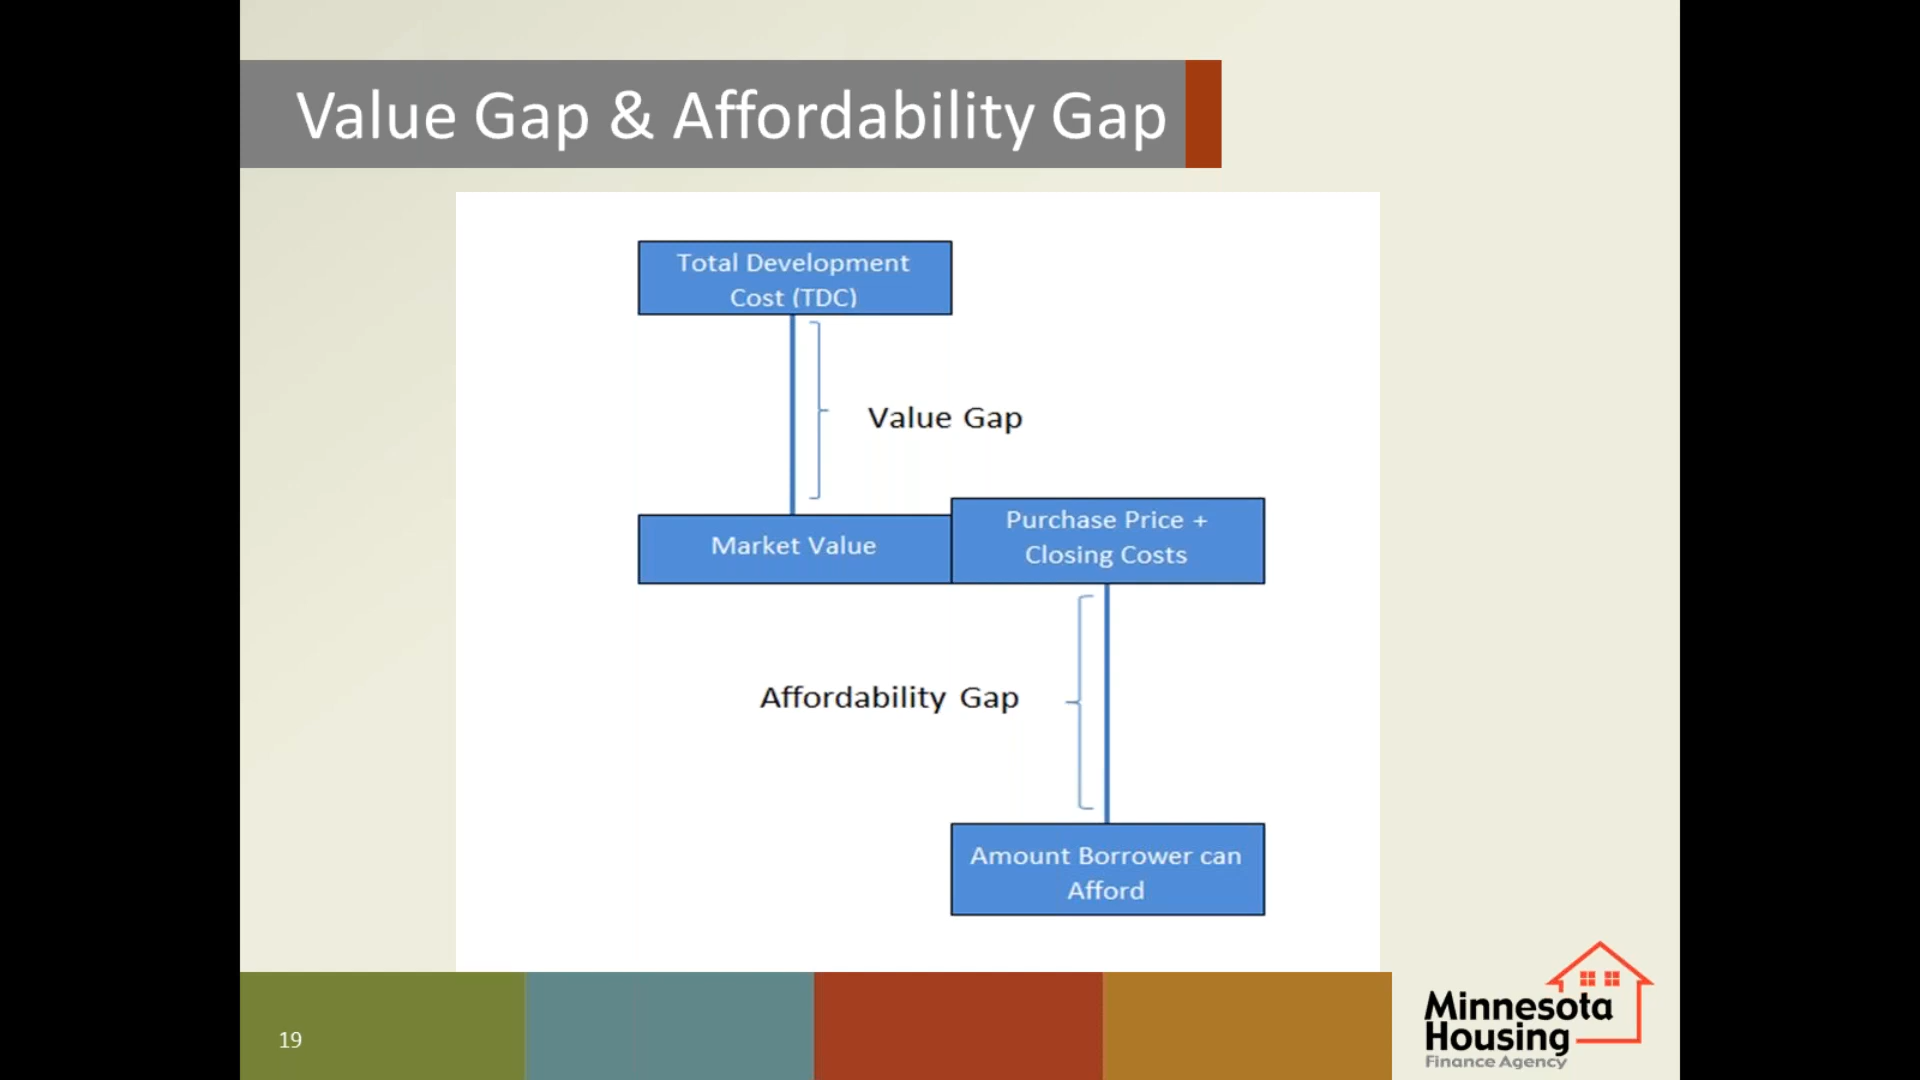 Value Gap & Affordability Gap
Total Development
Cost (TDC)
Value Gap
Market Value
Purchase Price +
Closing Costs
Affordability Gap
Amount Borrower can
Afford
19
Minnesota
Housing
Finance Agency